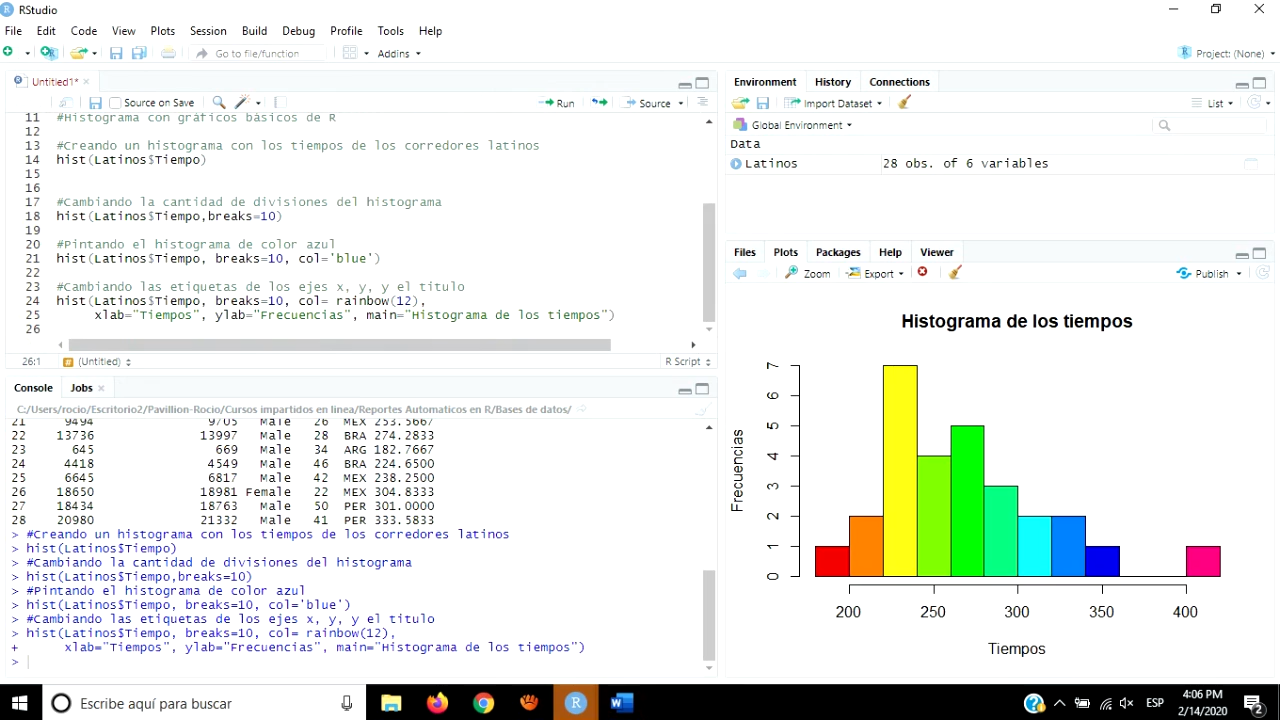 RStudio
File Edit Code View Plots Session Build Debug Profile Tools Help
Go to file/function Addins Project: (None)
Untitled1*
Source on Save Run Source
11 #Histograma con gráficos básicos de R
12
13 #Creando un histograma con los tiempos de los corredores latinos
14 hist(Latinos$Tiempo)
15
16
17 #Cambiando la cantidad de divisiones del histograma
18 hist(Latinos$Tiempo,breaks=10)
19
20 #Pintando el histograma de color azul
21 hist(Latinos$Tiempo, breaks=10, col='blue')
22
23 #Cambiando las etiquetas de los ejes x, y, y el titulo
24 hist(Latinos$Tiempo, breaks=10, col= rainbow(12),
25 xlab="Tiempos", ylab="Frecuencias", main="Histograma de los tiempos")
26
26:1 (Untitled) R Script
Console Jobs
C:/Users/rocio/Escritorio2/Pavillion-Rocio/Cursos impartidos en linea/Reportes Automaticos en R/Bases de datos/
21 9494 9705 Male 26 MEX 253.5667
22 13736 13997 Male 28 BRA 274.2833
23 645 669 Male 34 ARG 182.7667
24 4418 4549 Male 46 BRA 224.6500
25 6645 6817 Male 42 MEX 238.2500
26 18650 18981 Female 22 MEX 304.8333
27 18434 18763 Male 50 PER 301.0000
28 20980 21332 Male 41 PER 333.5833
> #Creando un histograma con los tiempos de los corredores latinos
> hist(Latinos$Tiempo)
> #Cambiando la cantidad de divisiones del histograma
> hist(Latinos$Tiempo,breaks=10)
> #Pintando el histograma de color azul
> hist(Latinos$Tiempo, breaks=10, col='blue')
> #Cambiando las etiquetas de los ejes x, y, y el titulo
> hist(Latinos$Tiempo, breaks=10, col= rainbow(12),
+ xlab="Tiempos", ylab="Frecuencias", main="Histograma de los tiempos")
>
Environment History Connections
Import Dataset List
Global Environment
Data
Latinos 28 obs. of 6 variables
Files Plots Packages Help Viewer
Zoom Export Publish
Histograma de los tiempos
Frecuencias
7
6
5
4
3
2
1
0
200 250 300 350 400
Tiempos
Escribe aquí para buscar
ESP
4:06 PM
2/14/2020
2